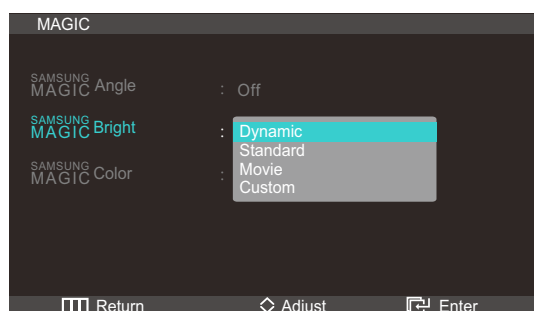 MAGIC
SAMSUNG
MAGIC Angle : Off
SAMSUNG
MAGIC Bright : Dynamic
Standard
Movie
Custom
SAMSUNG
MAGIC Color :
Return Adjust Enter